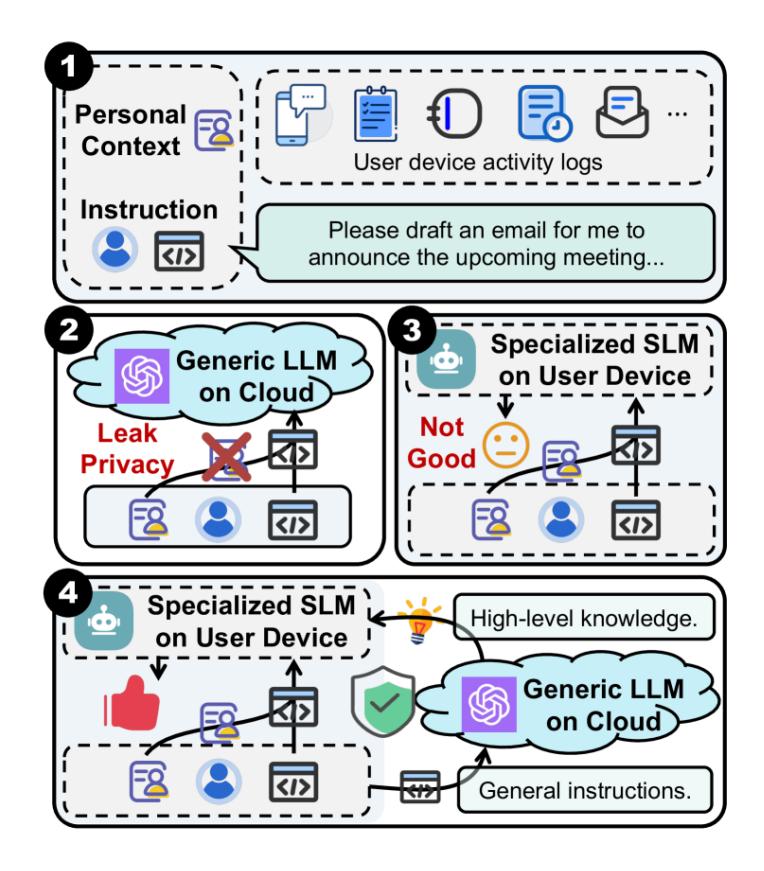 1
Personal
Context
...
User device activity logs
Instruction
</>
Please draft an email for me to
announce the upcoming meeting...
2
Generic LLM
on Cloud
Leak
Privacy
</>
</>
3
Specialized SLM
on User Device
Not
Good
</>
</>
4
Specialized SLM
on User Device
High-level knowledge.
Generic LLM
on Cloud
</>
</>
</>
General instructions.